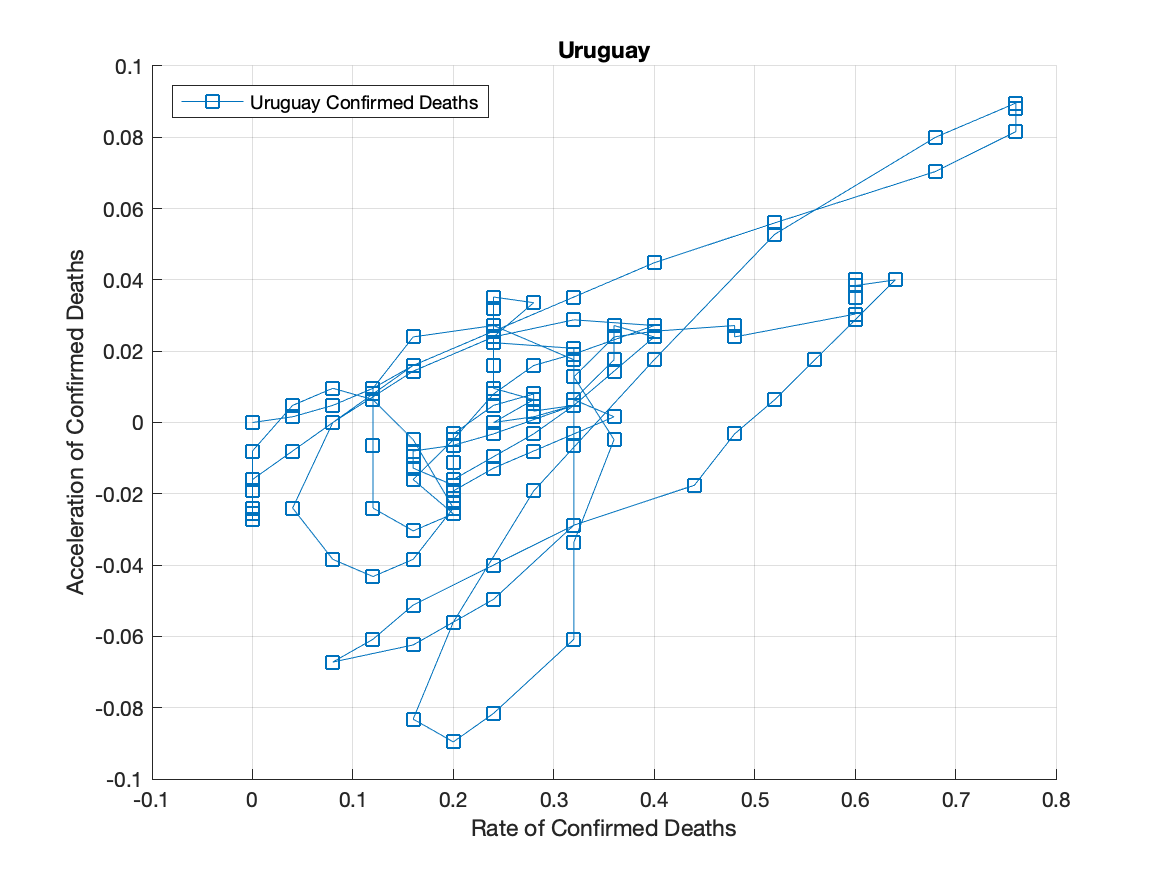 Uruguay
Uruguay Confirmed Deaths
0.1
0.08
0.06
0.04
0.02
0
-0.02
-0.04
-0.06
-0.08
-0.1
Acceleration of Confirmed Deaths
-0.1 0 0.1 0.2 0.3 0.4 0.5 0.6 0.7 0.8
Rate of Confirmed Deaths